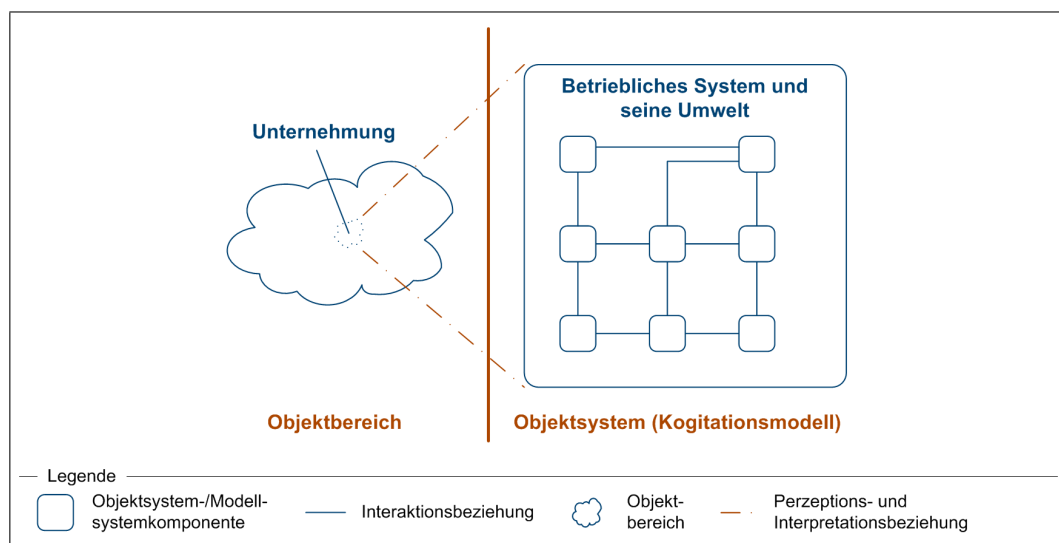 Betriebliches System und
seine Umwelt
Unternehmung
Objektbereich
Objektsystem (Kogitationsmodell)
Legende
Objektsystem-/Modell-
systemkomponente
Interaktionsbeziehung
Objekt-
bereich
Perzeptions- und
Interpretationsbeziehung